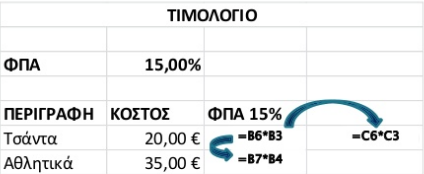 ΤΙΜΟΛΟΓΙΟ
ΦΠΑ 15,00%
ΠΕΡΙΓΡΑΦΗ ΚΟΣΤΟΣ ΦΠΑ 15%
Τσάντα 20,00 € =B6*B3 =C6*C3
Αθλητικά 35,00 € =B7*B4